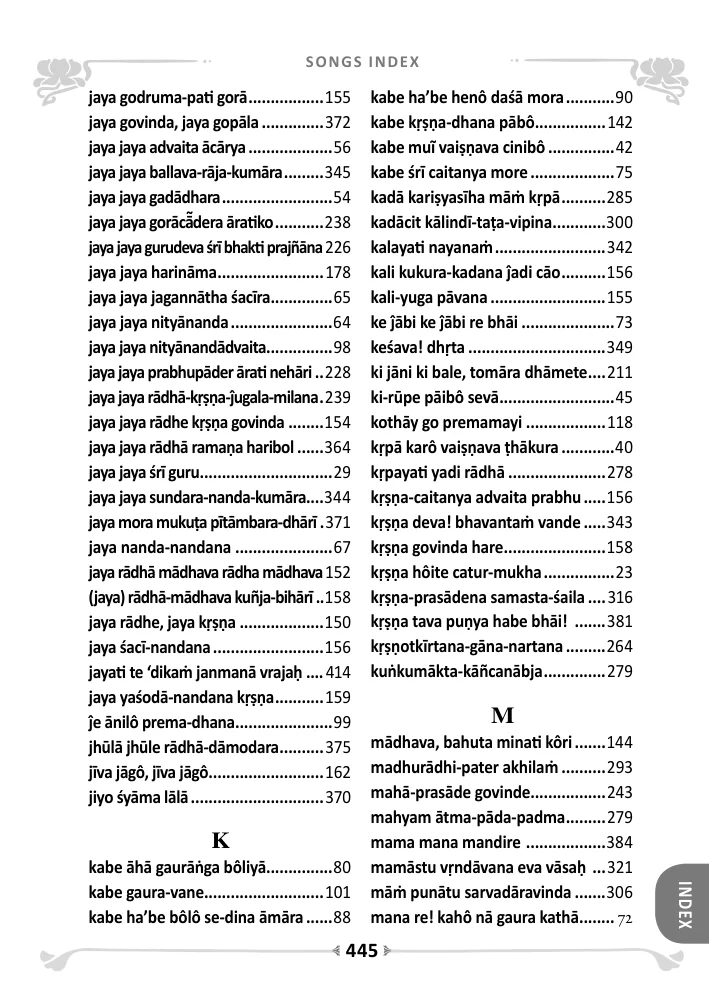 SONGS INDEX
jaya godruma-pati gorā.................155
jaya govinda, jaya gopāla ..............372
jaya jaya advaita ācārya ...................56
jaya jaya ballava-rāja-kumāra.........345
jaya jaya gadādhara.........................54
jaya jaya gorācā̃dera āratiko...........238
jaya jaya gurudeva śrī bhakti prajñāna 226
jaya jaya harināma........................178
jaya jaya jagannātha śacīra..............65
jaya jaya nityānanda .......................64
jaya jaya nityānandādvaita...............98
jaya jaya prabhupāder ārati nehāri ..228
jaya jaya rādhā-kṛṣṇa-ĵugala-milana.239
jaya jaya rādhe kṛṣṇa govinda ........154
jaya jaya rādhā ramaṇa haribol ......364
jaya jaya śrī guru..............................29
jaya jaya sundara-nanda-kumāra....344
jaya mora mukuṭa pītāmbara-dhārī .371
jaya nanda-nandana ......................67
jaya rādhā mādhava rādha mādhava 152
(jaya) rādhā-mādhava kuñja-bihārī ..158
jaya rādhe, jaya kṛṣṇa ...................150
jaya śacī-nandana .........................156
jayati te ‘dikaṁ janmanā vrajaḥ .... 414
jaya yaśodā-nandana kṛṣṇa...........159
ĵe ānilô prema-dhana......................99
jhūlā jhūle rādhā-dāmodara..........375
jīva jāgô, jīva jāgô..........................162
jiyo śyāma lālā ..............................370
K
kabe āhā gaurāṅga bôliyā...............80
kabe gaura-vane...........................101
kabe ha’be bôlô se-dina āmāra ......88
kabe ha’be henô daśā mora ...........90
kabe kṛṣṇa-dhana pābô................142
kabe muĩ vaiṣṇava cinibô ...............42
kabe śrī caitanya more ...................75
kadā kariṣyasīha māṁ kṛpā..........285
kadācit kālindī-taṭa-vipina............300
kalayati nayanaṁ .........................342
kali kukura-kadana ĵadi cāo..........156
kali-yuga pāvana ..........................155
ke ĵābi ke ĵābi re bhāi .....................73
keśava! dhṛta ...............................349
ki jāni ki bale, tomāra dhāmete....211
ki-rūpe pāibô sevā..........................45
kothāy go premamayi ..................118
kṛpā karô vaiṣṇava ṭhākura ............40
kṛpayati yadi rādhā ......................278
kṛṣṇa-caitanya advaita prabhu .....156
kṛṣṇa deva! bhavantaṁ vande .....343
kṛṣṇa govinda hare.......................158
kṛṣṇa hôite catur-mukha................23
kṛṣṇa-prasādena samasta-śaila ....316
kṛṣṇa tava puṇya habe bhāi! .......381
kṛṣṇotkīrtana-gāna-nartana .........264
kuṅkumākta-kāñcanābja..............279
M
mādhava, bahuta minati kôri .......144
madhurādhi-pater akhilaṁ ..........293
mahā-prasāde govinde.................243
mahyam ātma-pāda-padma.........279
mama mana mandire ..................384
mamāstu vṛndāvana eva vāsaḥ ...321
māṁ punātu sarvadāravinda .......306
mana re! kahô nā gaura kathā........ 72
INDEX
445